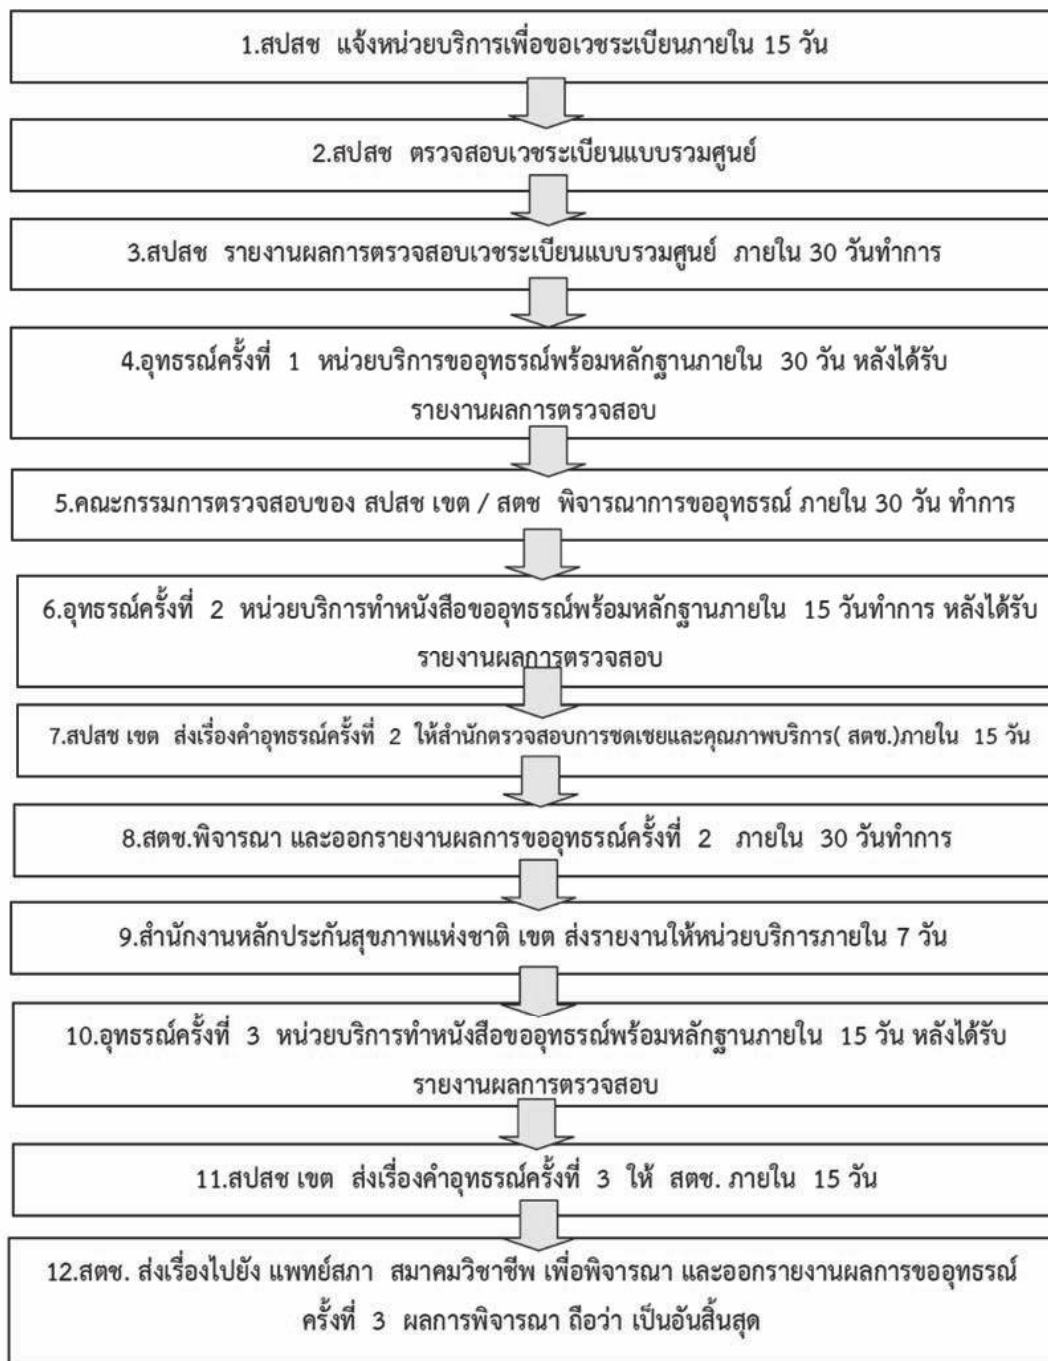 1.สปสช แจ้งหน่วยบริการเพื่อขอเวชระเบียนภายใน 15 วัน
2.สปสช ตรวจสอบเวชระเบียนแบบรวมศูนย์
3.สปสช รายงานผลการตรวจสอบเวชระเบียนแบบรวมศูนย์ ภายใน 30 วันทำการ
4.อุทธรณ์ครั้งที่ 1 หน่วยบริการขออุทธรณ์พร้อมหลักฐานภายใน 30 วัน หลังได้รับ
รายงานผลการตรวจสอบ
5.คณะกรรมการตรวจสอบของ สปสช เขต / สตช พิจารณาการขออุทธรณ์ ภายใน 30 วัน ทำการ
6.อุทธรณ์ครั้งที่ 2 หน่วยบริการทำหนังสือขออุทธรณ์พร้อมหลักฐานภายใน 15 วันทำการ หลังได้รับ
รายงานผลการตรวจสอบ
7.สปสช เขต ส่งเรื่องคำอุทธรณ์ครั้งที่ 2 ให้สำนักตรวจสอบการชดเชยและคุณภาพบริการ( สตช.)ภายใน 15 วัน
8.สตช.พิจารณา และออกรายงานผลการขออุทธรณ์ครั้งที่ 2 ภายใน 30 วันทำการ
9.สำนักงานหลักประกันสุขภาพแห่งชาติ เขต ส่งรายงานให้หน่วยบริการภายใน 7 วัน
10.อุทธรณ์ครั้งที่ 3 หน่วยบริการทำหนังสือขออุทธรณ์พร้อมหลักฐานภายใน 15 วัน หลังได้รับ
รายงานผลการตรวจสอบ
11.สปสช เขต ส่งเรื่องคำอุทธรณ์ครั้งที่ 3 ให้ สตช. ภายใน 15 วัน
12.สตช. ส่งเรื่องไปยัง แพทย์สภา สมาคมวิชาชีพ เพื่อพิจารณา และออกรายงานผลการขออุทธรณ์
ครั้งที่ 3 ผลการพิจารณา ถือว่า เป็นอันสิ้นสุด